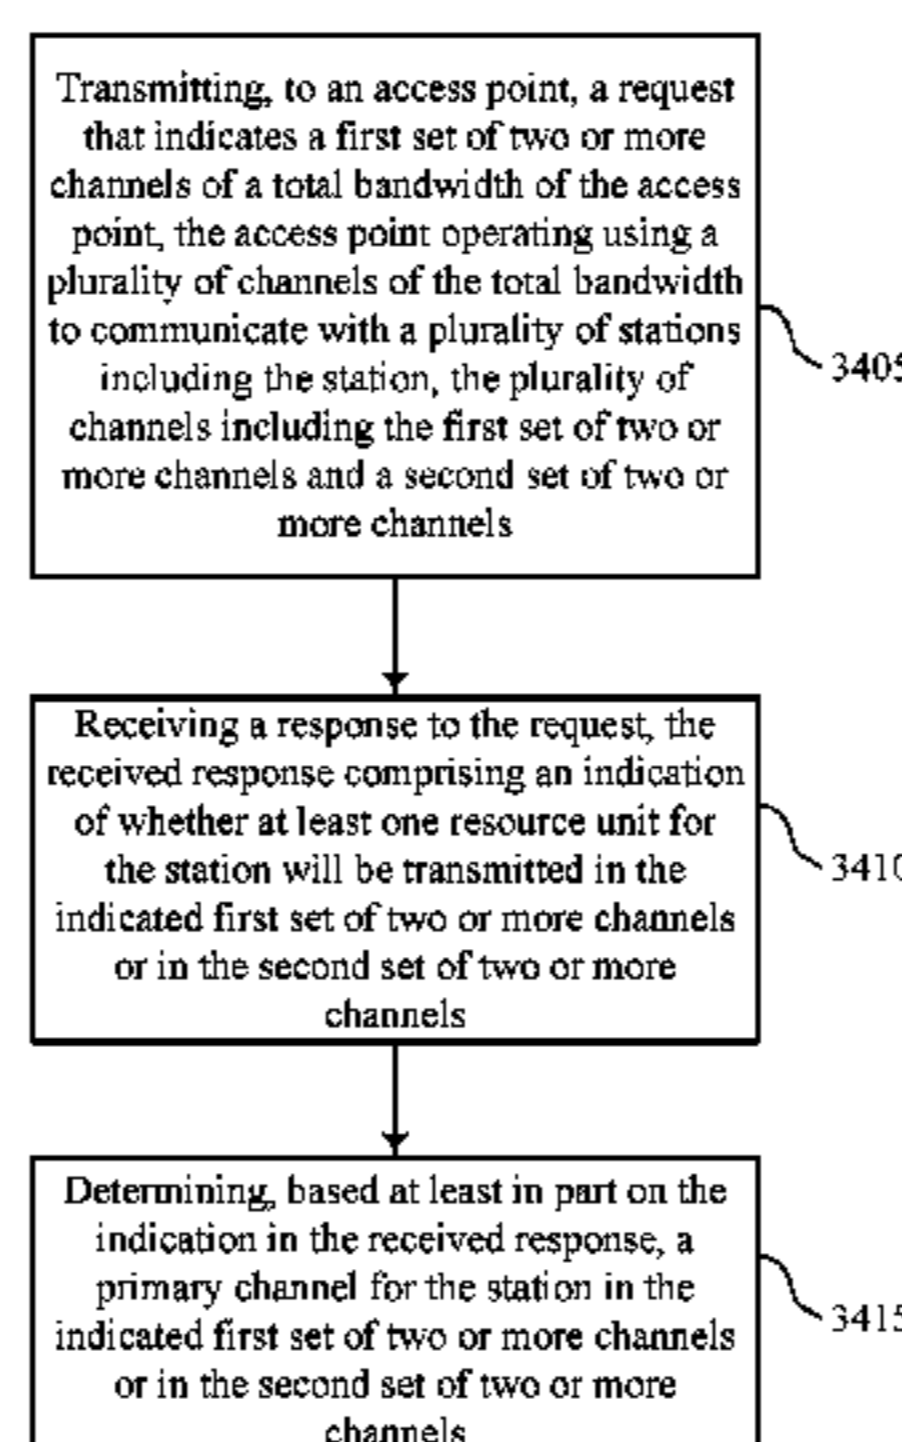 Transmitting, to an access point, a request
that indicates a first set of two or more
channels of a total bandwidth of the access
point, the access point operating using a
plurality of channels of the total bandwidth
to communicate with a plurality of stations
including the station, the plurality of
channels including the first set of two or
more channels and a second set of two or
more channels
3405
Receiving a response to the request, the
received response comprising an indication
of whether at least one resource unit for
the station will be transmitted in the
indicated first set of two or more channels
or in the second set of two or more
channels
3410
Determining, based at least in part on the
indication in the received response, a
primary channel for the station in the
indicated first set of two or more channels
or in the second set of two or more
channels
3415